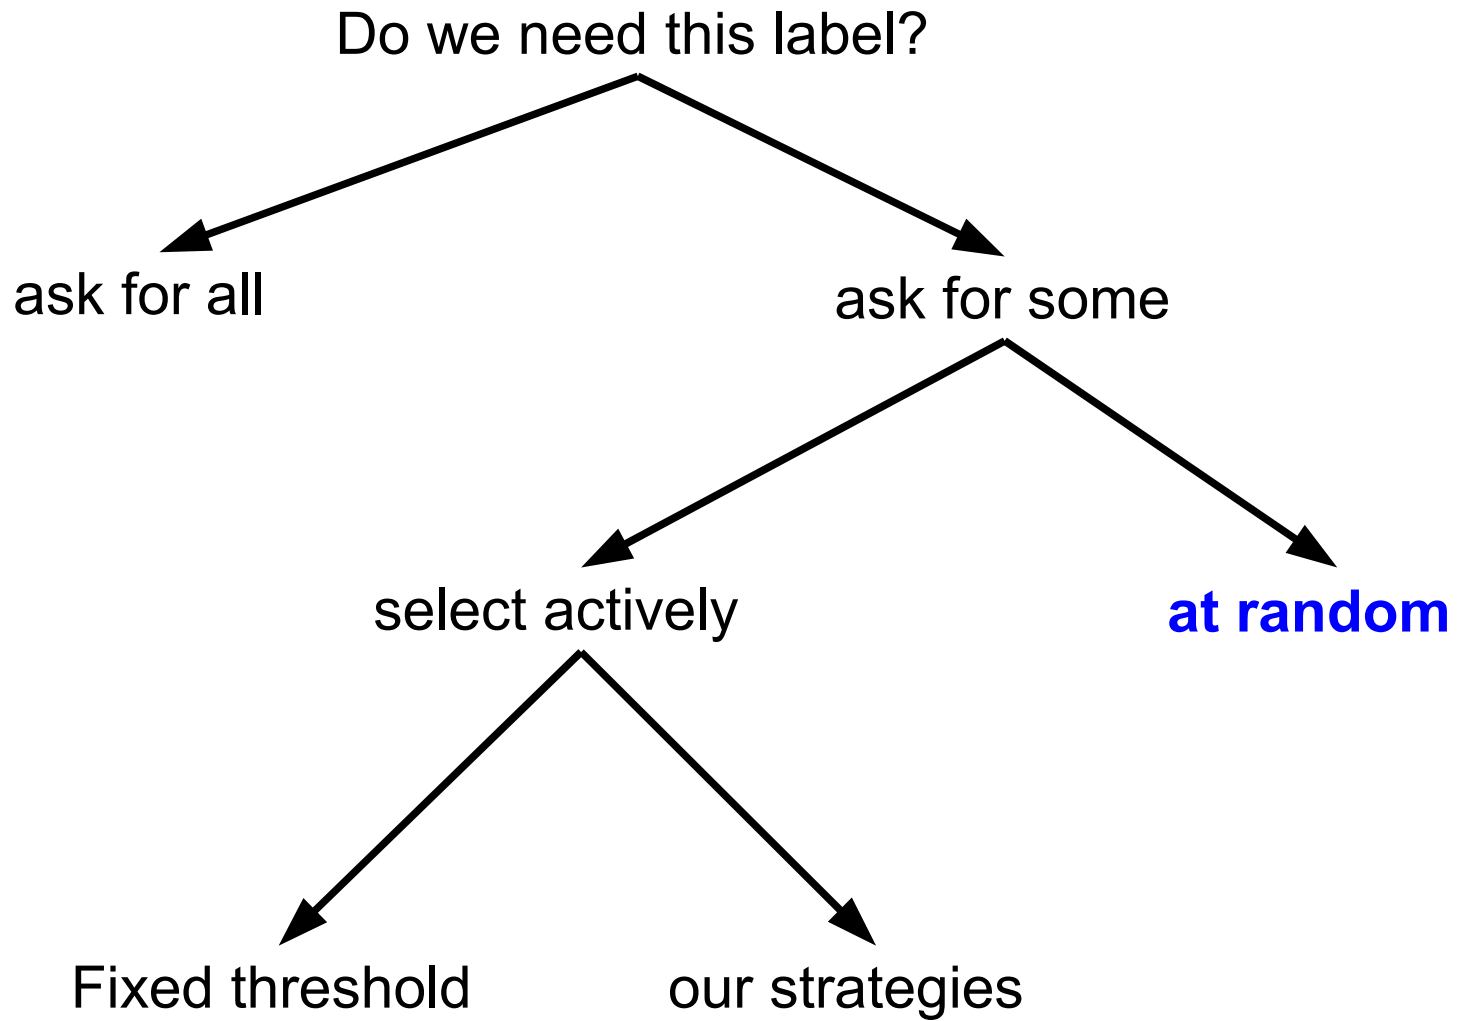 Do we need this label?
ask for all
ask for some
select actively
at random
Fixed threshold
our strategies